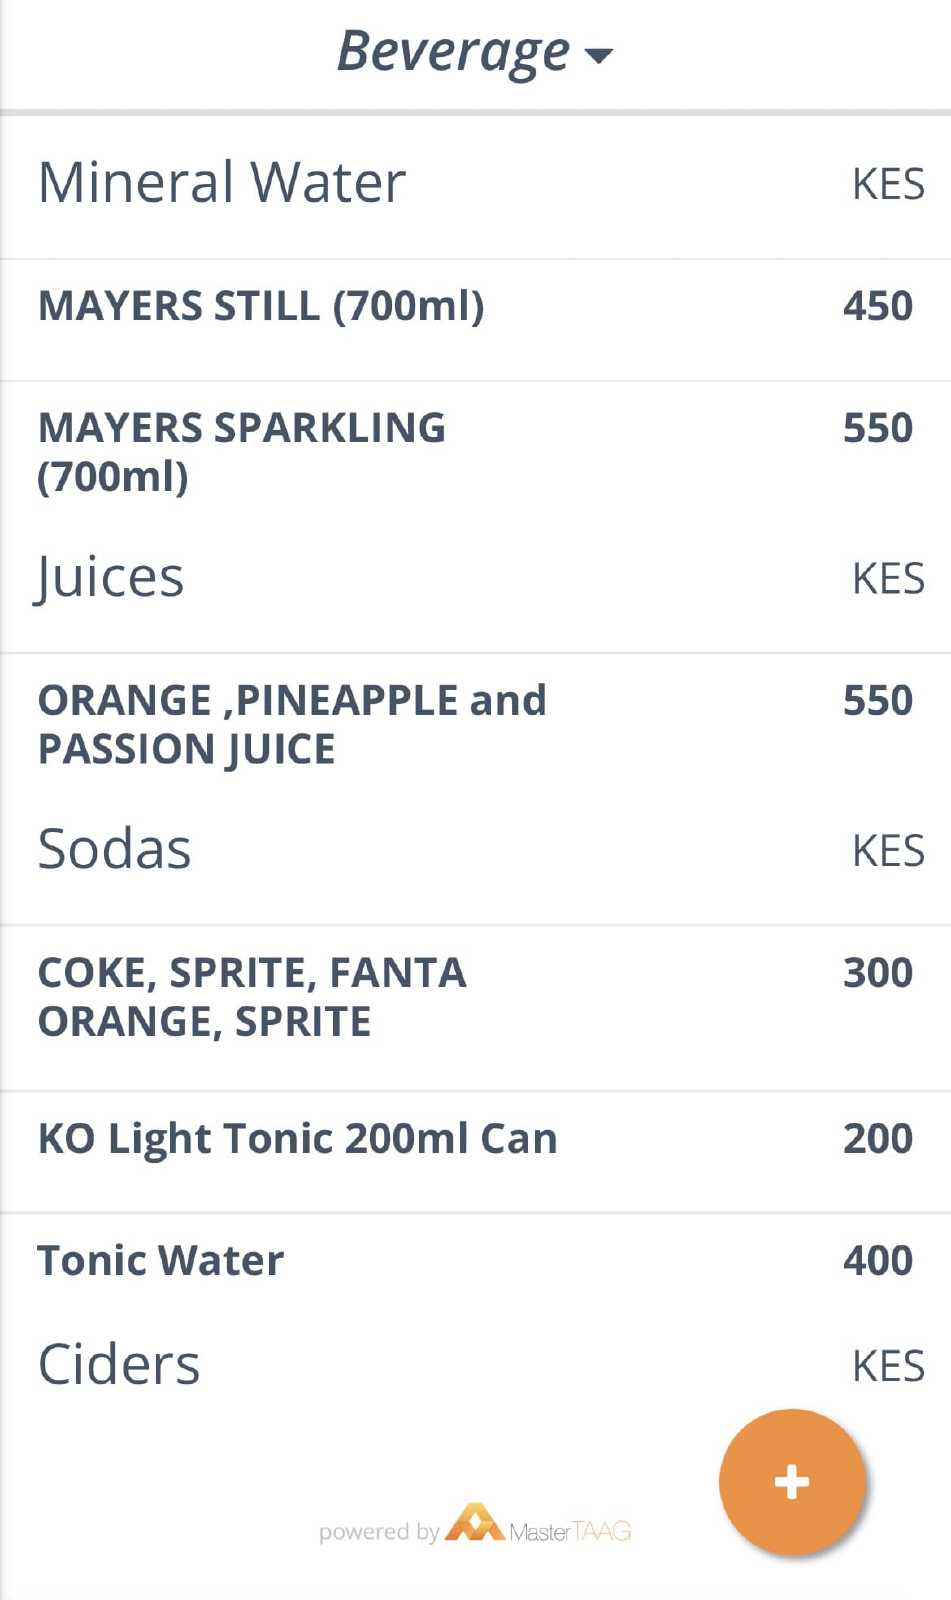 Beverage
Mineral Water KES
MAYERS STILL (700ml) 450
MAYERS SPARKLING 550
(700ml)
Juices KES
ORANGE ,PINEAPPLE and 550
PASSION JUICE
Sodas KES
COKE, SPRITE, FANTA 300
ORANGE, SPRITE
KO Light Tonic 200ml Can 200
Tonic Water 400
Ciders KES
+
powered by MasterTAAG